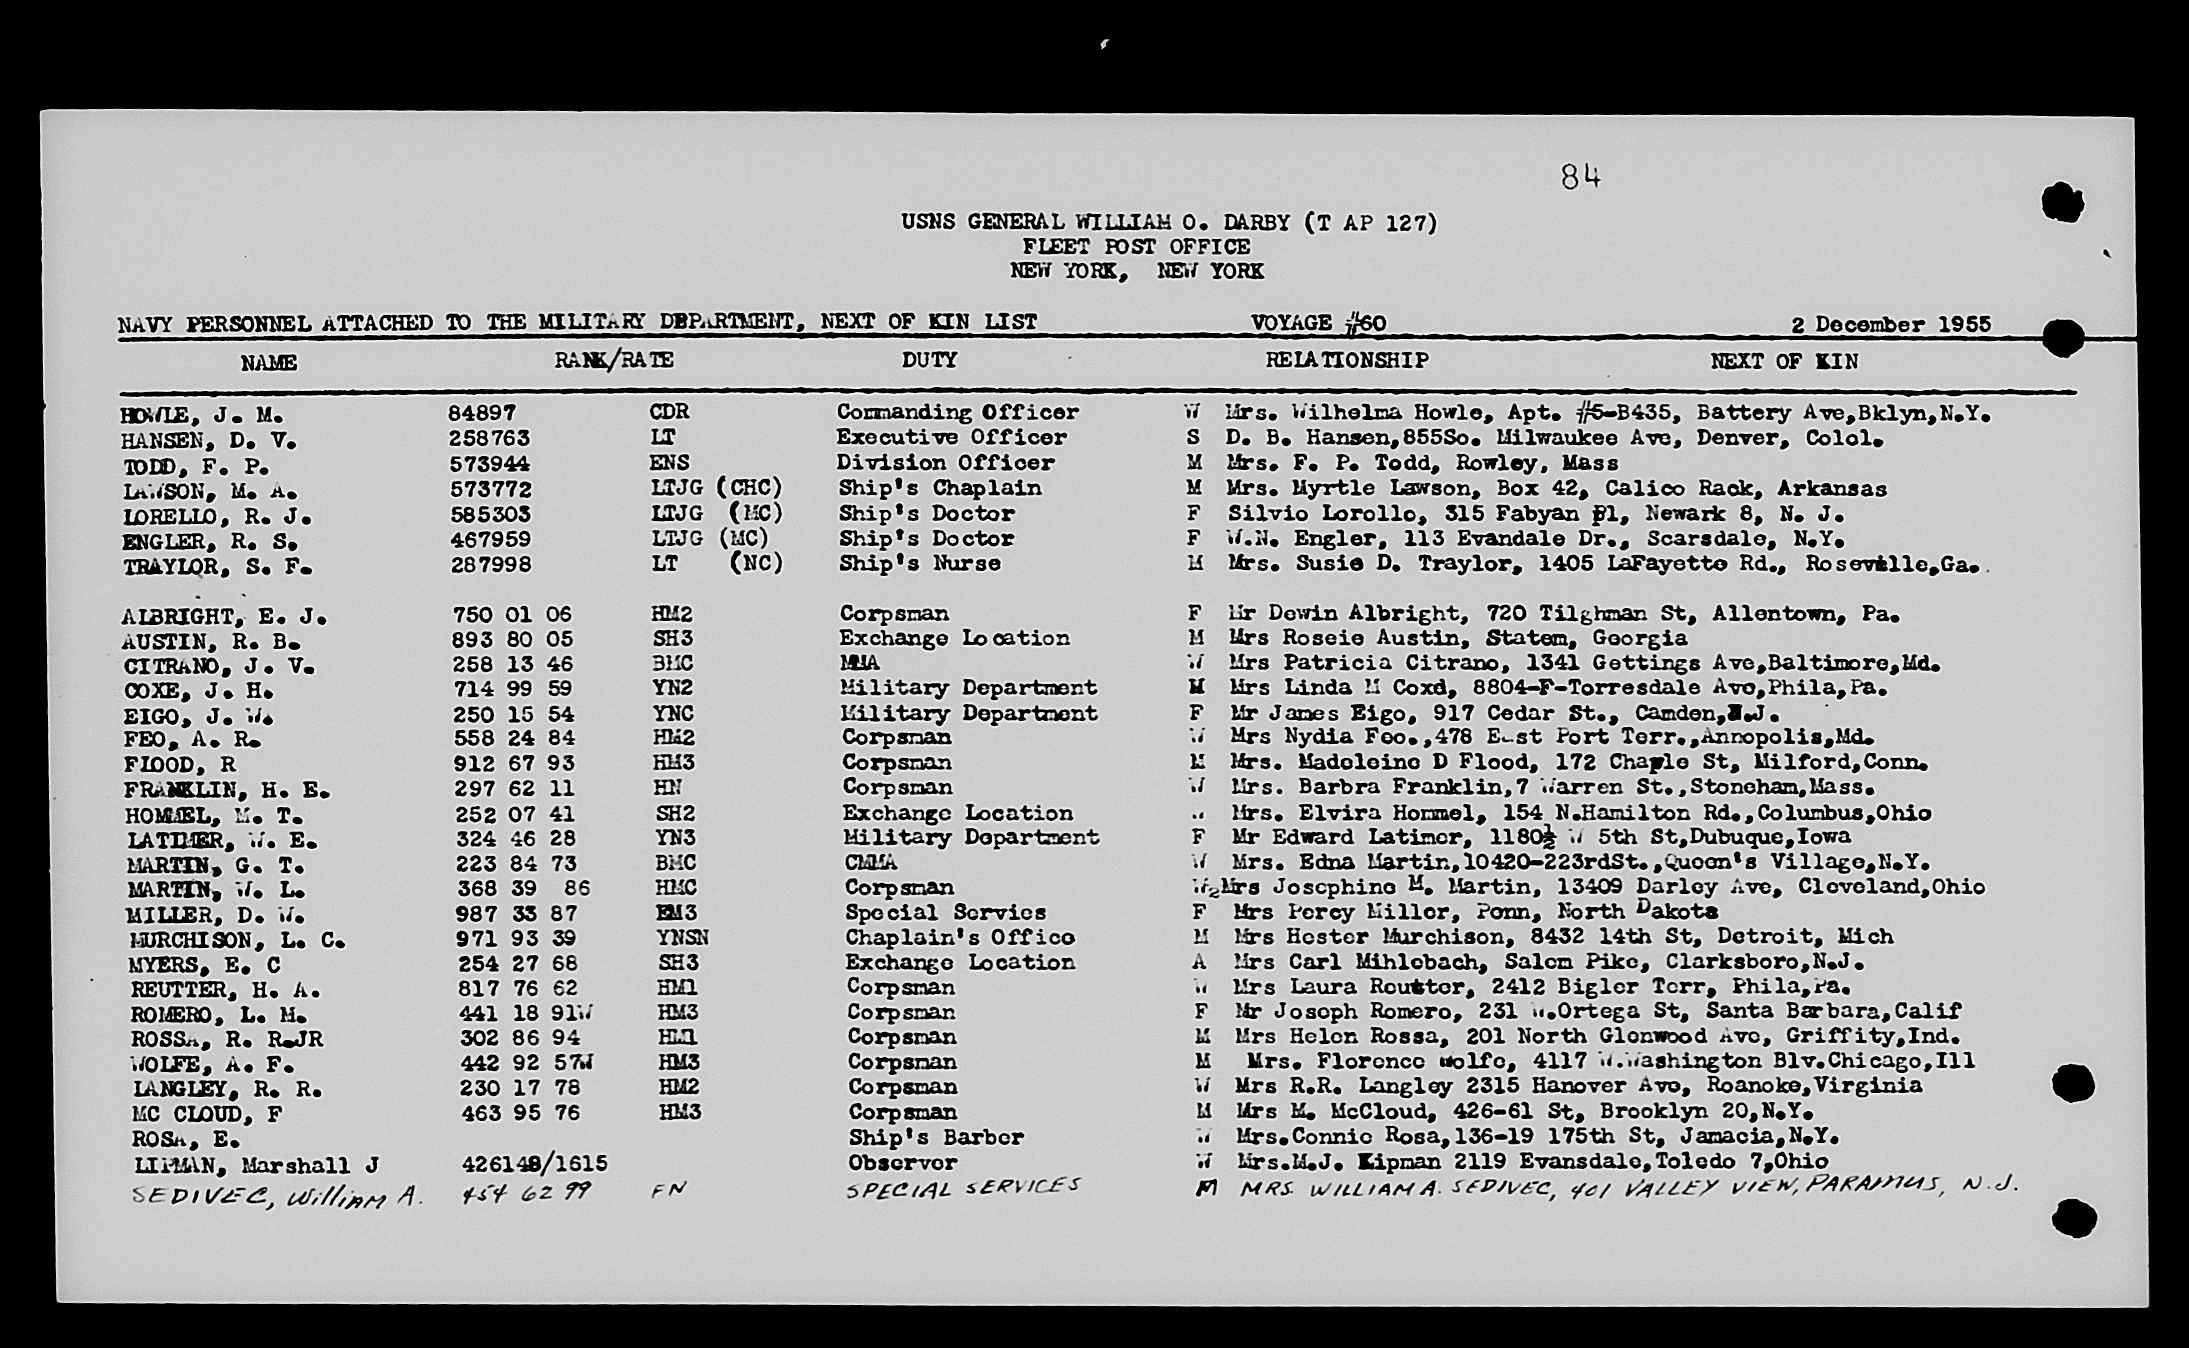 84
USNS GENERAL WILLIAM O. DARBY (T AP 127)
FLEET POST OFFICE
NEW YORK, NEW YORK
NAVY PERSONNEL ATTACHED TO THE MILITARY DEPARTMENT, NEXT OF KIN LIST VOYAGE #60 2 December 1955
NAME RANK/RATE DUTY RELATIONSHIP NEXT OF KIN
HOWLE, J. M. 84897 CDR Commanding Officer W Mrs. Wilhelma Howle, Apt. #5-B435, Battery Ave,Bklyn,N.Y.
HANSEN, D. V. 258763 LT Executive Officer S D. B. Hansen,855So. Milwaukee Ave, Denver, Colol.
TODD, F. P. 573944 ENS Division Officer M Mrs. F. P. Todd, Rowley, Mass
LAWSON, M. A. 573772 LTJG (CHC) Ship's Chaplain M Mrs. Myrtle Lawson, Box 42, Calico Rack, Arkansas
LORELLO, R. J. 585303 LTJG (MC) Ship's Doctor F Silvio Lorollo, 315 Fabyan Pl, Newark 8, N. J.
ENGLER, R. S. 467959 LTJG (MC) Ship's Doctor F W.N. Engler, 113 Evandale Dr., Scarsdale, N.Y.
TRAYLOR, S. F. 287998 LT (NC) Ship's Nurse M Mrs. Susie D. Traylor, 1405 LaFayette Rd., Rosevelle,Ga.
ALBRIGHT, E. J. 750 01 06 HM2 Corpsman F Mr Dewin Albright, 720 Tilghman St, Allentown, Pa.
AUSTIN, R. B. 893 80 05 SH3 Exchange Location M Mrs Roseie Austin, Statem, Georgia
CITRANO, J. V. 258 13 46 BMC MMA W Mrs Patricia Citrano, 1341 Gettings Ave,Baltimore,Md.
COXE, J. H. 714 99 59 YN2 Military Department M Mrs Linda M Coxd, 8804-F-Torresdale Ave,Phila,Pa.
EIGO, J. W. 250 15 54 YNC Military Department F Mr James Eigo, 917 Cedar St., Camden,N.J.
FEO, A. R. 558 24 84 HM2 Corpsman W Mrs Nydia Feo.,478 East Port Terr.,Annopolis,Md.
FLOOD, R 912 67 93 HM3 Corpsman M Mrs. Madeleine D Flood, 172 Chaple St, Milford,Conn.
FRANKLIN, H. E. 297 62 11 HN Corpsman W Mrs. Barbra Franklin,7 Warren St.,Stoneham,Mass.
HOMMEL, M. T. 252 07 41 SH2 Exchange Location Mrs. Elvira Hommel, 154 N.Hamilton Rd.,Columbus,Ohio
LATIMER, W. E. 324 46 28 YN3 Military Department F Mr Edward Latimer, 1180½ W 5th St,Dubuque,Iowa
MARTIN, G. T. 223 84 73 BMC CMMA W Mrs. Edna Martin,10420-223rdSt.,Queen's Village,N.Y.
MARTIN, W. L. 368 39 86 HMC Corpsman W2Mrs Josephine M. Martin, 13409 Darley Ave, Cleveland,Ohio
MILLER, D. W. 987 33 87 EM3 Special Servics F Mrs Percy Miller, Penn, North Dakota
MURCHISON, L. C. 971 93 39 YNSN Chaplain's Office M Mrs Hester Murchison, 8432 14th St, Detroit, Mich
MYERS, E. C 254 27 68 SH3 Exchange Location A Mrs Carl Mihlebach, Salem Pike, Clarksboro,N.J.
REUTTER, H. A. 817 76 62 HM1 Corpsman W Mrs Laura Reutter, 2412 Bigler Terr, Phila,Pa.
ROMERO, L. M. 441 18 91W HM3 Corpsman F Mr Joseph Romero, 231 W.Ortega St, Santa Barbara,Calif
ROSSA, R. R.JR 302 86 94 HM1 Corpsman M Mrs Helen Rossa, 201 North Glenwood Ave, Griffity,Ind.
WOLFE, A. F. 442 92 57W HM3 Corpsman M Mrs. Florence Wolfe, 4117 W.Washington Blv.Chicago,Ill
LANGLEY, R. R. 230 17 78 HM2 Corpsman W Mrs R.R. Langley 2315 Hanover Ave, Roanoke,Virginia
MC CLOUD, F 463 95 76 HM3 Corpsman M Mrs M. McCloud, 426-61 St, Brooklyn 20,N.Y.
ROSA, E. Ship's Barber W Mrs.Connie Rosa,136-19 175th St, Jamacia,N.Y.
LIPMAN, Marshall J 426148/1615 Observer W Mrs.M.J. Lipman 2119 Evansdale,Toledo 7,Ohio
SEDIVEC, William A. 454 62 99 FN SPECIAL SERVICES M MRS. WILLIAM A. SEDIVEC, 401 VALLEY VIEW, PARAMUS, N.J.